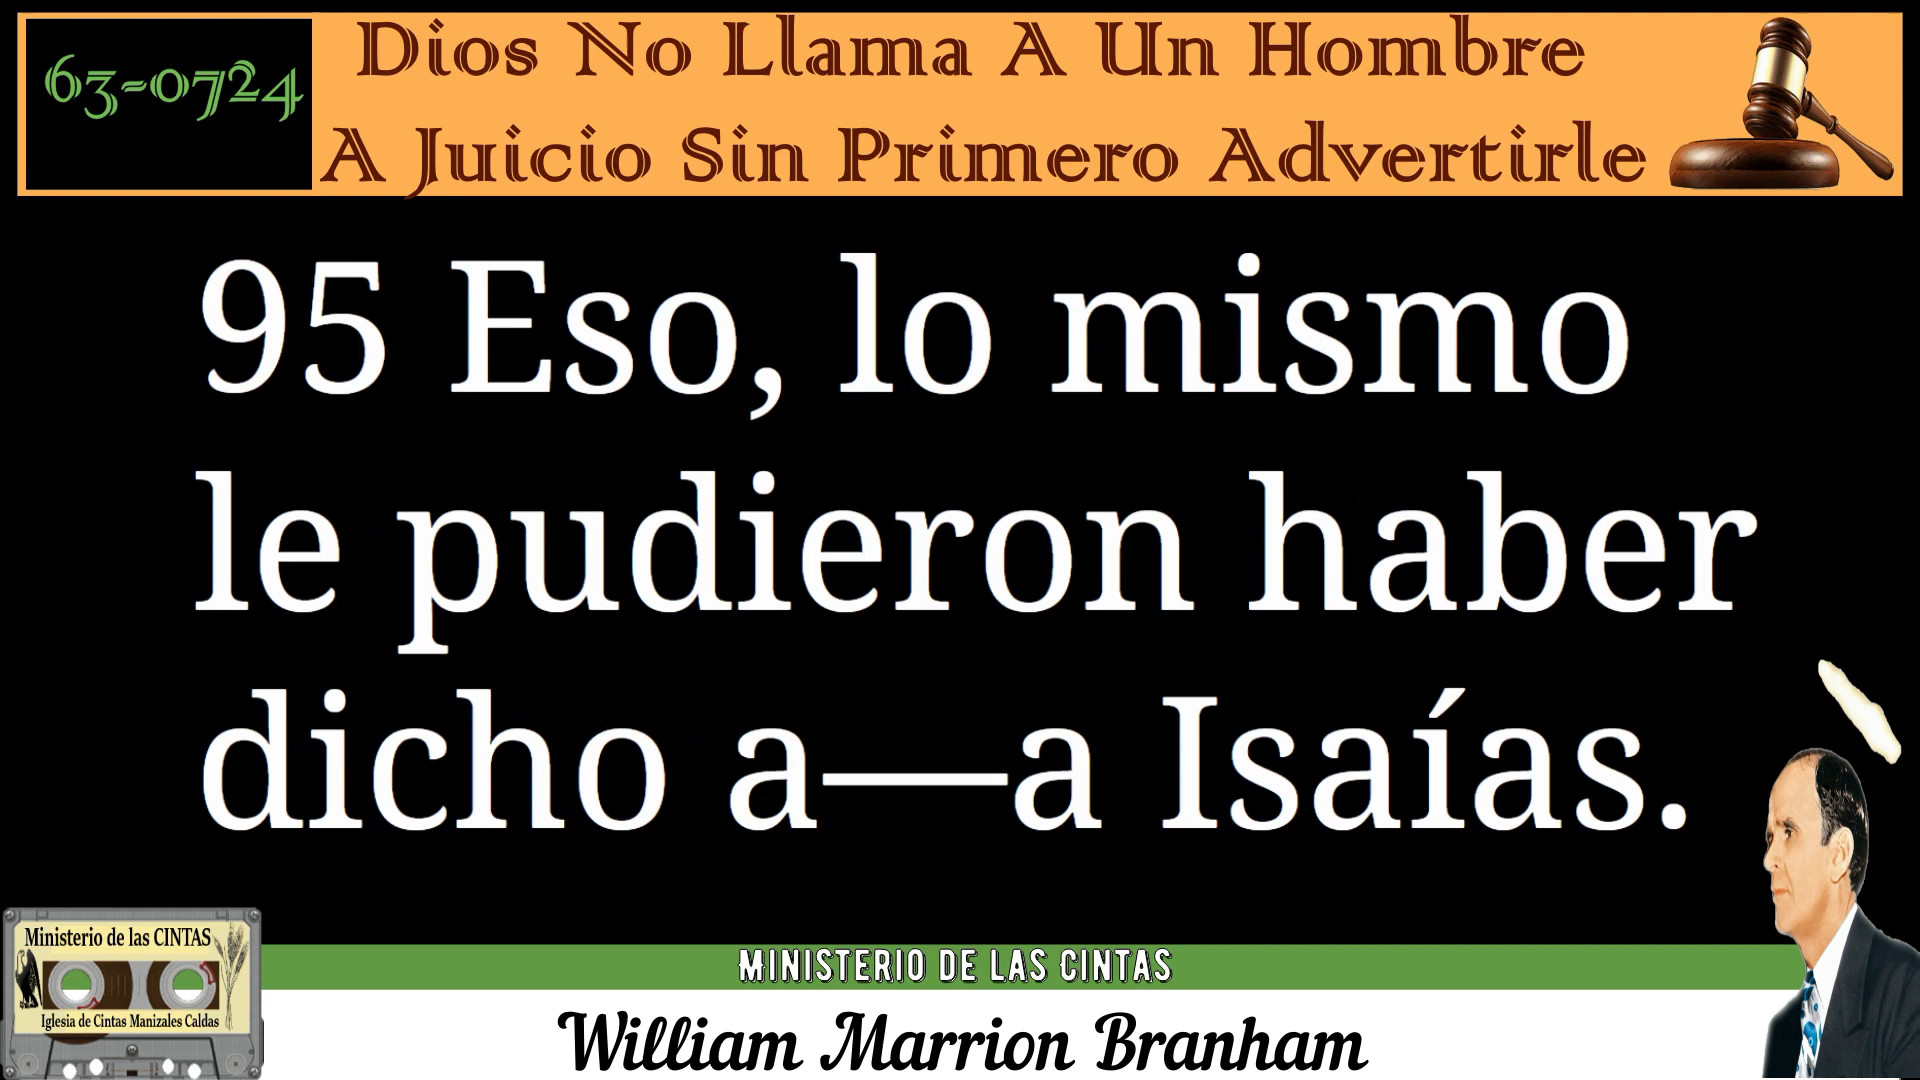 63-0724
Dios No Llama A Un Hombre
A Juicio Sin Primero Advertirle
95 Eso, lo mismo
le pudieron haber
dicho a—a Isaías.
Ministerio de las CINTAS
Iglesia de Cintas Manizales Caldas
MINISTERIO DE LAS CINTAS
William Marrion Branham